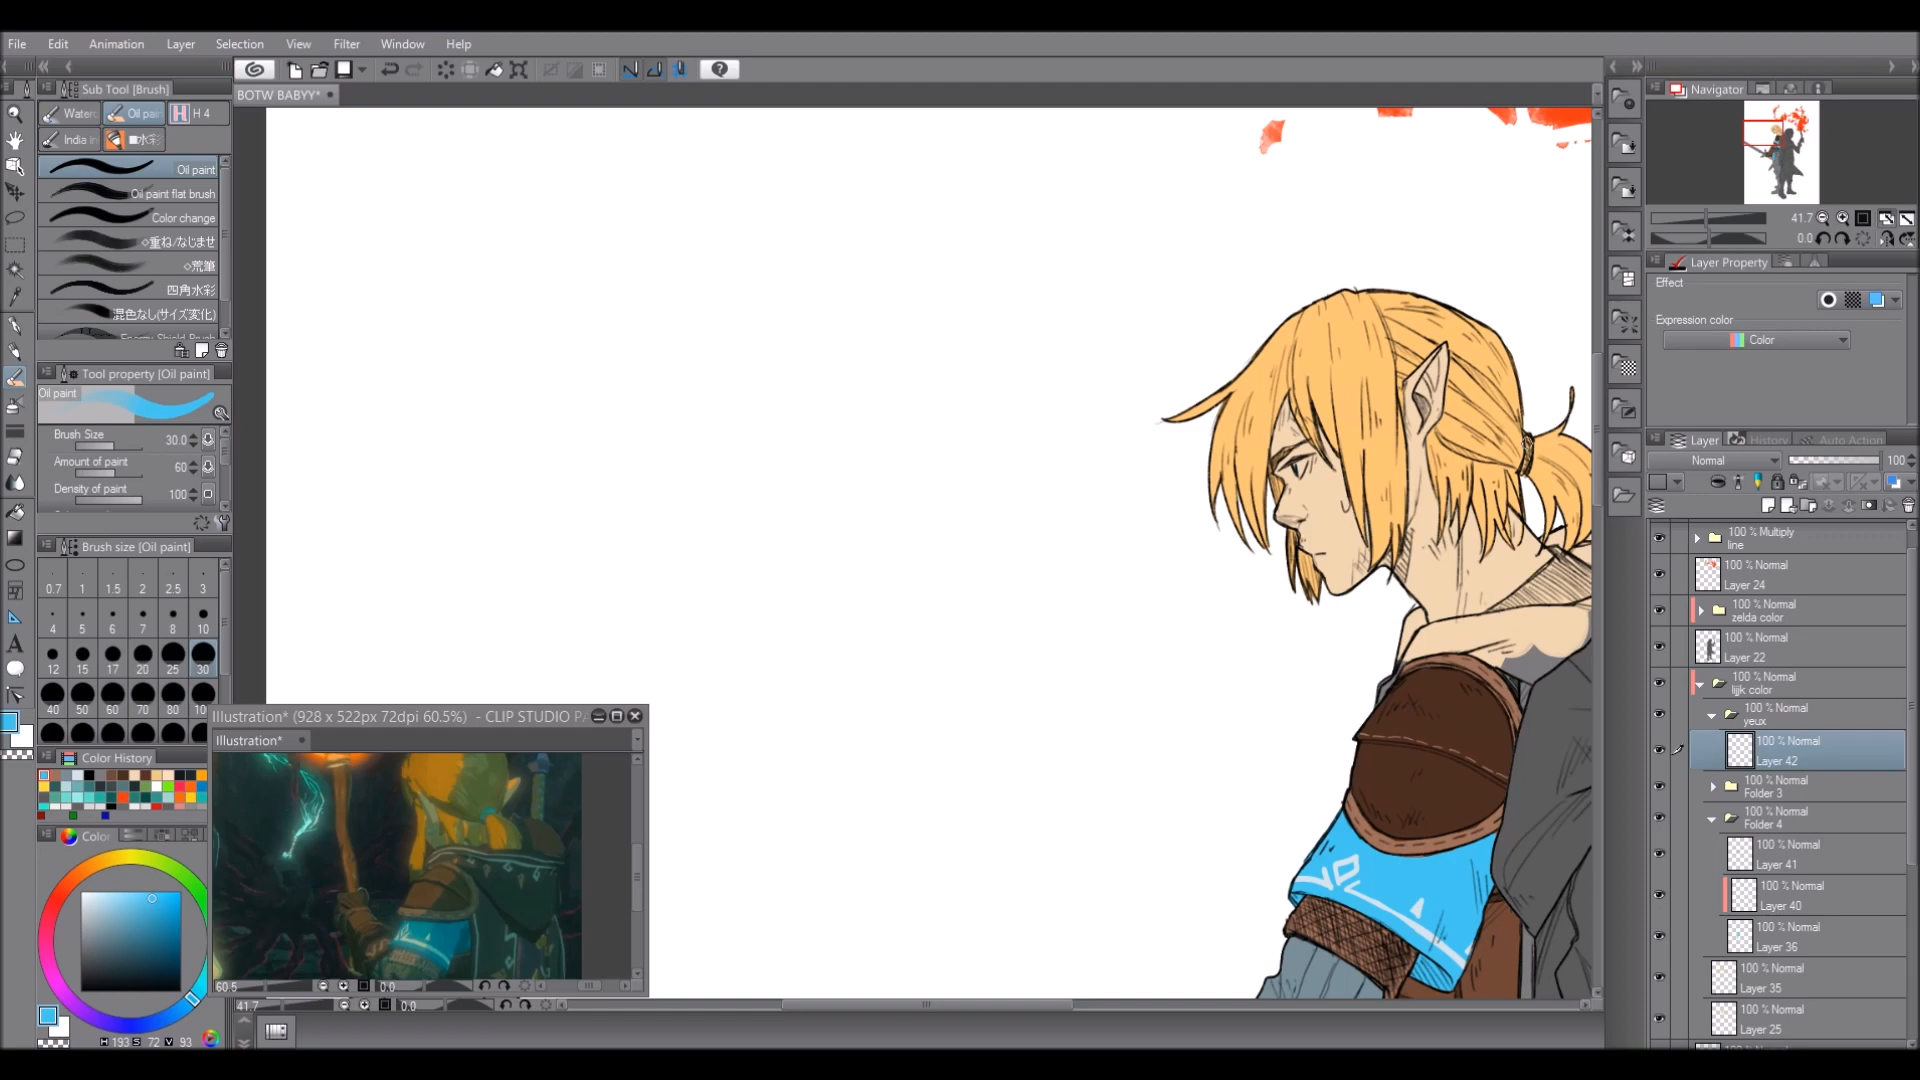 File Edit Animation Layer Selection View Filter Window Help
Sub Tool [Brush]
Oil pai H 4
India in ■水彩
BOTW BABYY*
Oil paint
Oil paint flat brush
Color change
◇重ね/なじませ
◇荒筆
四角水彩
混色なし(サイズ変化)
Energy Shield Brush
Tool property [Oil paint]
Oil paint
Brush Size 30.0
Amount of paint 60
Density of paint 100
Brush size [Oil paint]
0.7 1 1.5 2 2.5 3
4 5 6 7 8 10
12 15 17 20 25 30
40 50 60 70 80 10
Color History
Color
H 193 S 72 V 93
Illustration* (928 x 522px 72dpi 60.5%) - CLIP STUDIO P
Illustration*
60.5 0.0
41.7 0.0
Navigator
41.7
0.0
Layer Property
Effect
Expression color
Color
Layer History Auto Action
Normal 100
100 % Multiply
line
100 % Normal
Layer 24
100 % Normal
zelda color
100 % Normal
Layer 22
100 % Normal
lijjk color
100 % Normal
yeux
100 % Normal
Layer 42
100 % Normal
Folder 3
100 % Normal
Folder 4
100 % Normal
Layer 41
100 % Normal
Layer 40
100 % Normal
Layer 36
100 % Normal
Layer 35
100 % Normal
Layer 25